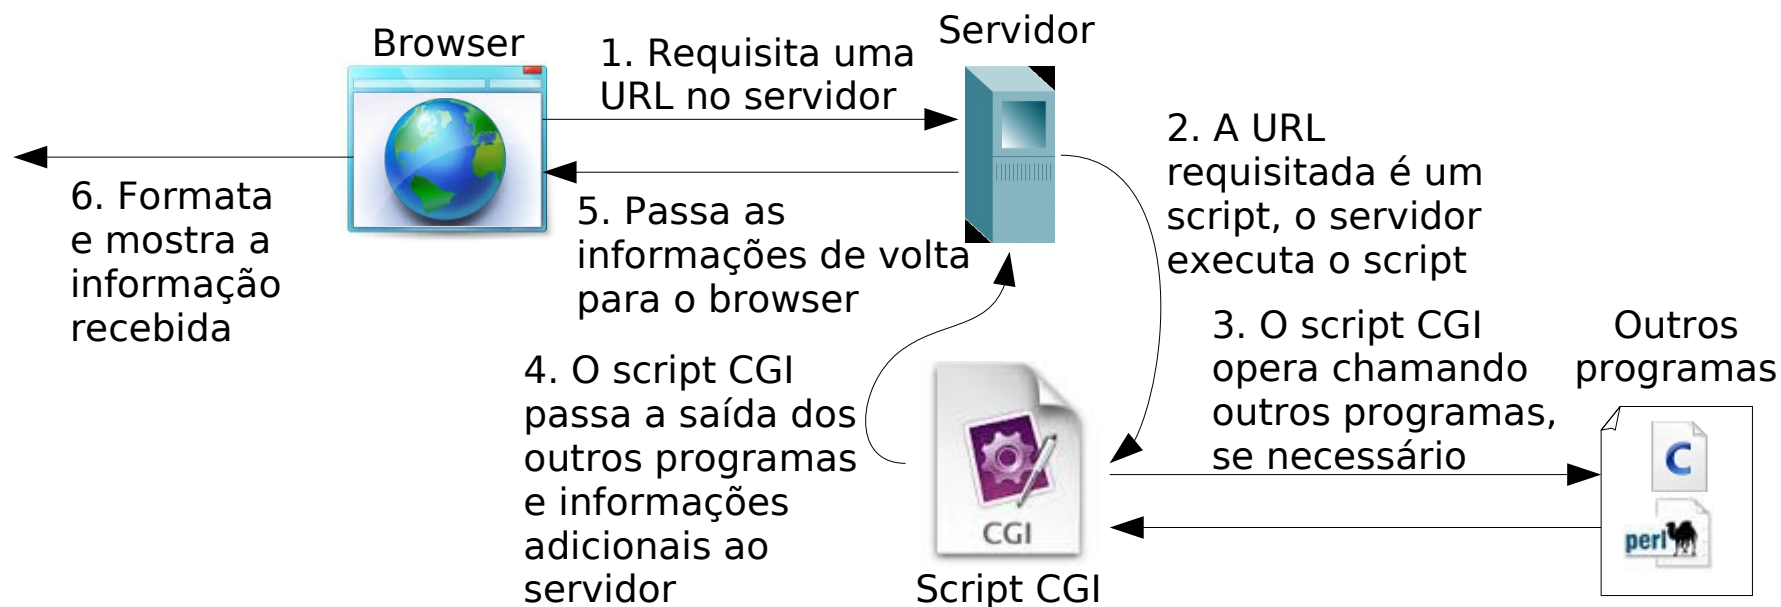 Browser
1. Requisita uma
URL no servidor
Servidor
2. A URL
requisitada é um
script, o servidor
executa o script
6. Formata
e mostra a
informação
recebida
5. Passa as
informações de volta
para o browser
3. O script CGI
opera chamando
outros programas,
se necessário
Outros
programas
4. O script CGI
passa a saída dos
outros programas
e informações
adicionais ao
servidor
CGI
Script CGI
C
perl